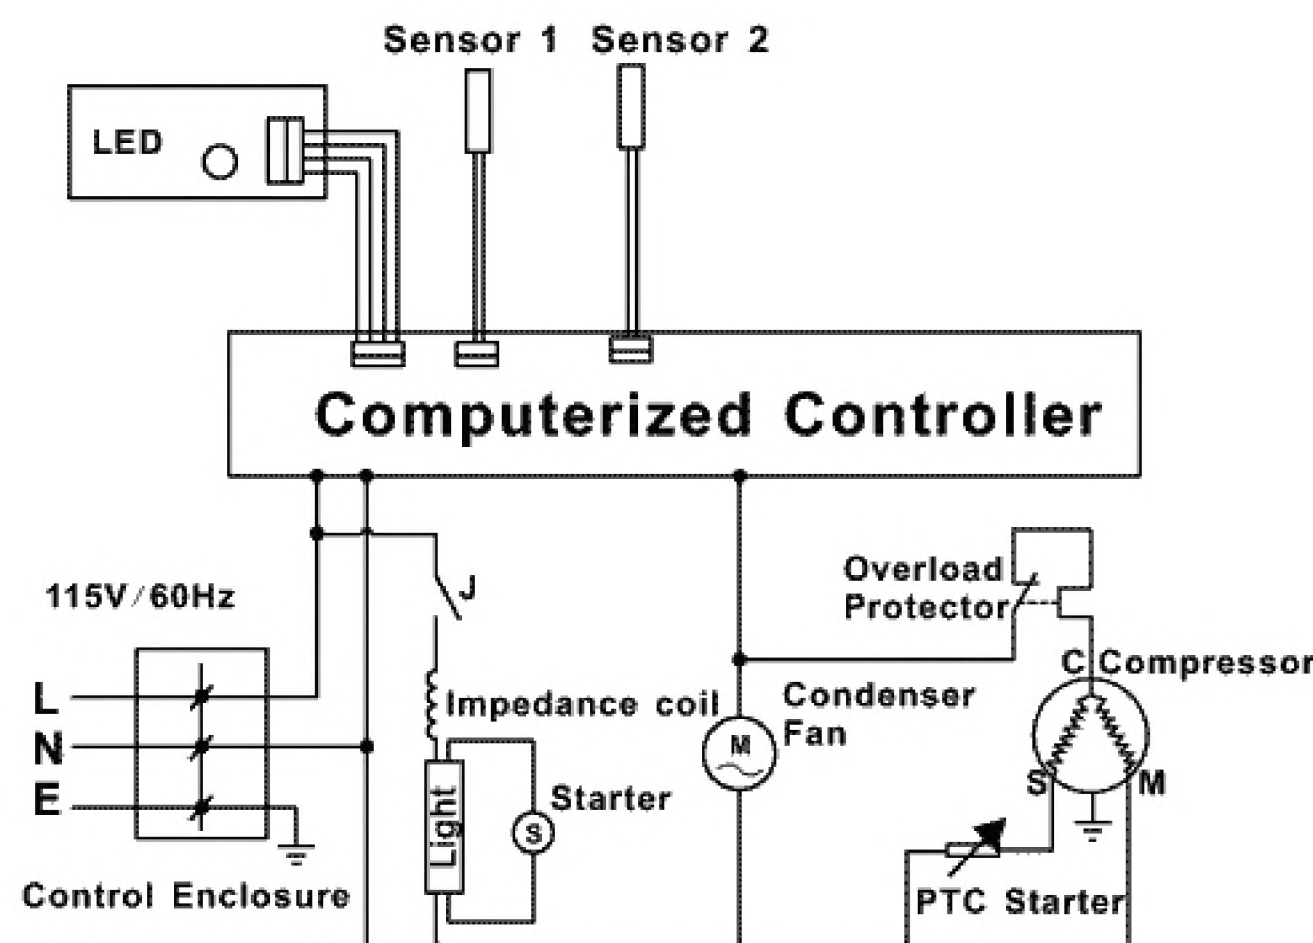 Sensor 1 Sensor 2
LED
Computerized Controller
115V/60Hz
J
Overload
Protector
C Compressor
L
Impedance coil
Condenser
Fan
N
M
S
M
E
Light
Starter
S
Control Enclosure
PTC Starter